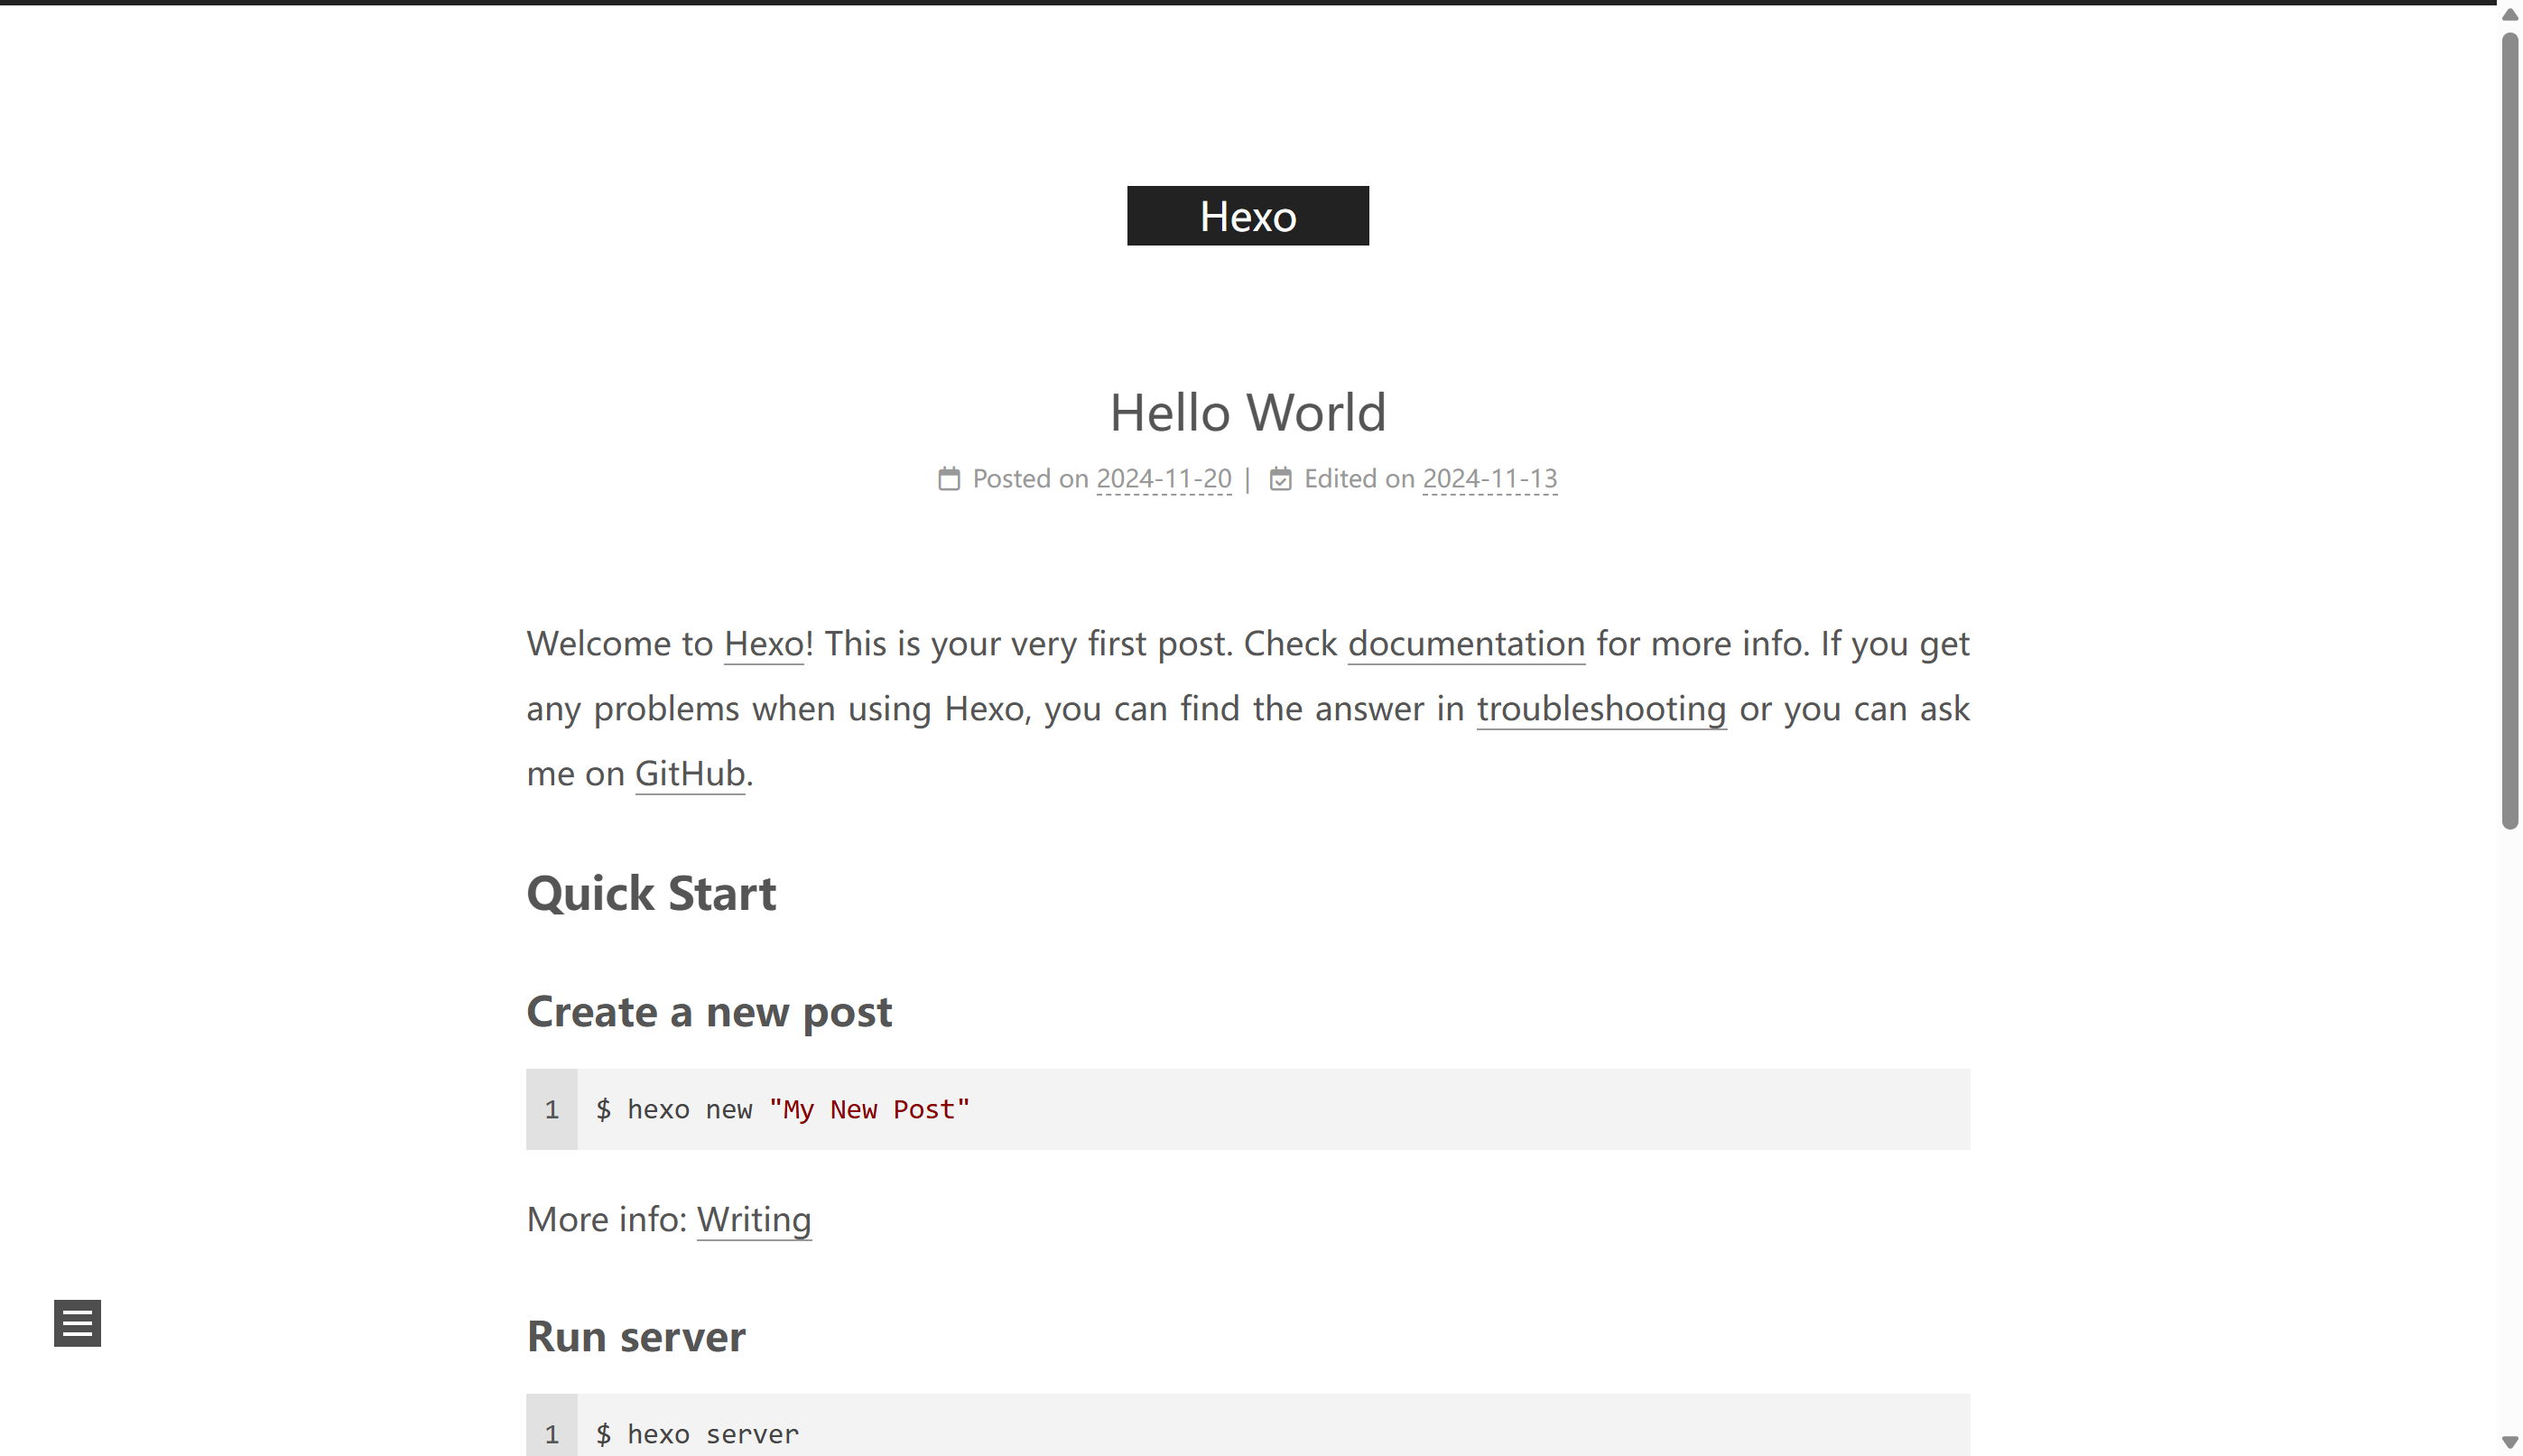 Hexo
Hello World
Posted on 2024-11-20 | Edited on 2024-11-13
Welcome to Hexo! This is your very first post. Check documentation for more info. If you get
any problems when using Hexo, you can find the answer in troubleshooting or you can ask
me on GitHub.
Quick Start
Create a new post
1 $ hexo new "My New Post"
More info: Writing
Run server
1 $ hexo server